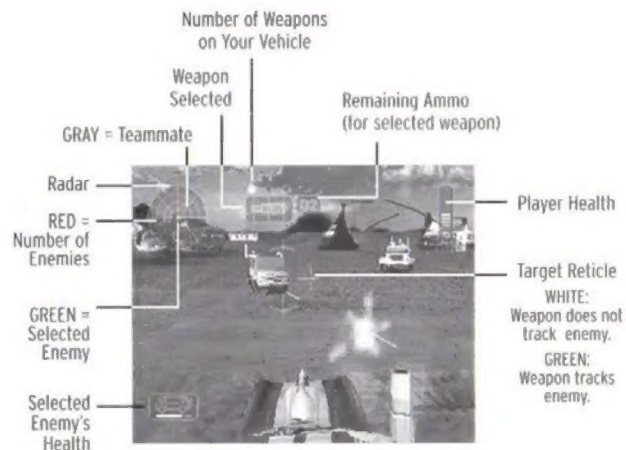 Number of Weapons
on Your Vehicle
Weapon
Selected
Remaining Ammo
(for selected weapon)
GRAY = Teammate
Radar
RED =
Number of
Enemies
GREEN =
Selected
Enemy
Selected
Enemy's
Health
Player Health
Target Reticle
WHITE:
Weapon does not
track enemy.
GREEN:
Weapon tracks
enemy.